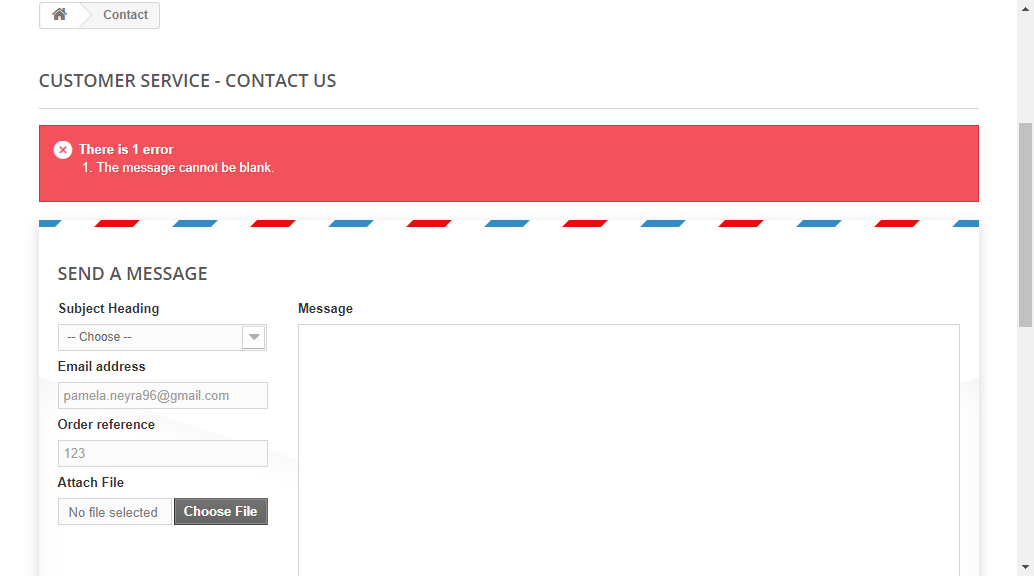 Contact
CUSTOMER SERVICE - CONTACT US
There is 1 error
1. The message cannot be blank.
SEND A MESSAGE
Subject Heading
-- Choose --
Email address
pamela.neyra96@gmail.com
Order reference
123
Attach File
No file selected
Choose File
Message